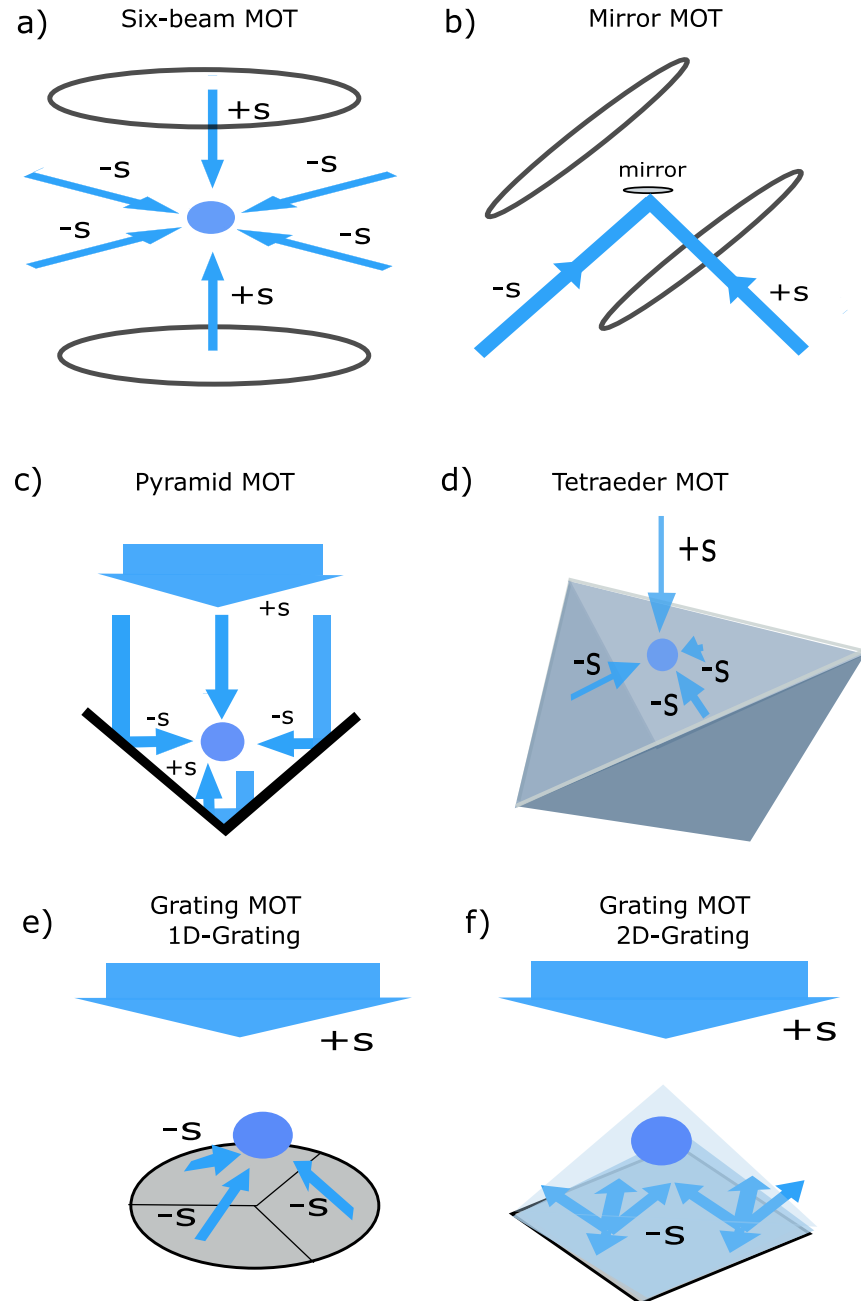 a)
Six-beam MOT
+s
-s
-s
-s
-s
+s
b)
Mirror MOT
mirror
-s
+s
c)
Pyramid MOT
+s
-s
-s
+s
d)
Tetraeder MOT
+s
-s
-s
-s
e)
Grating MOT
1D-Grating
+s
-s
-s
-s
f)
Grating MOT
2D-Grating
+s
-s